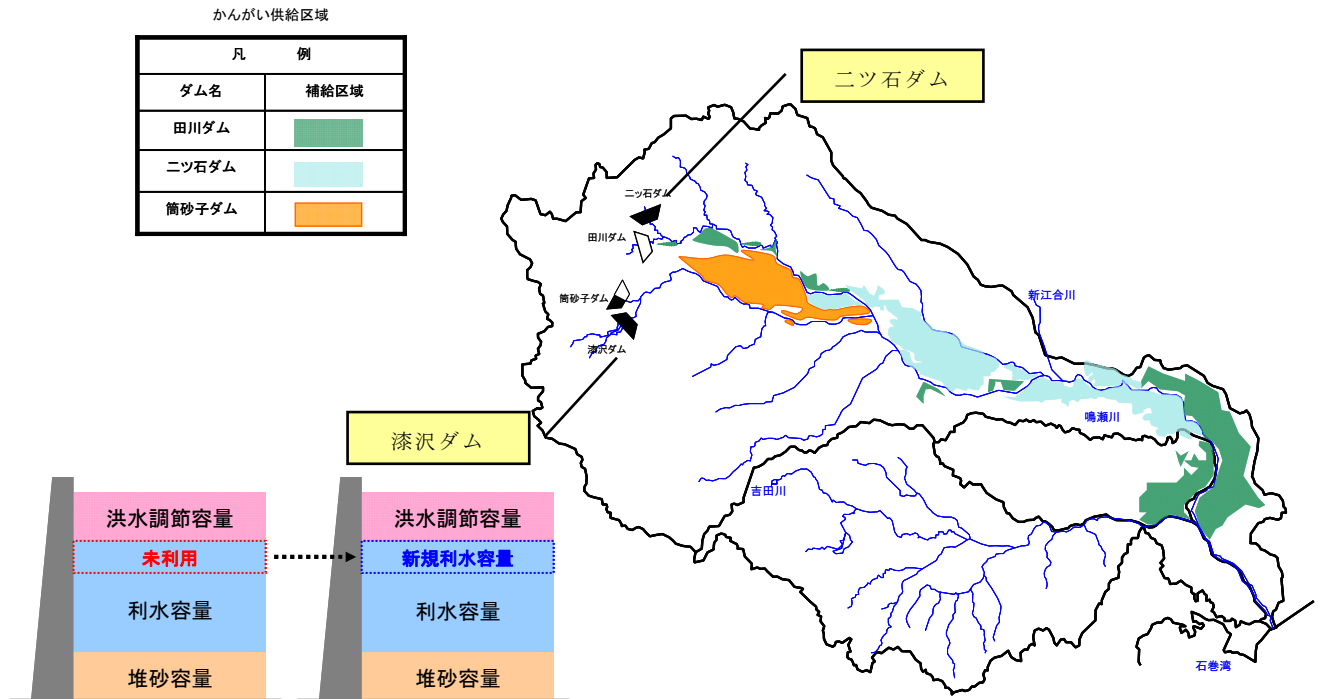 かんがい供給区域
凡　　例
ダム名 補給区域
田川ダム
二ツ石ダム
筒砂子ダム
二ツ石ダム
二ッ石ダム
田川ダム
筒砂子ダム
漆沢ダム
新江合川
鳴瀬川
吉田川
石巻湾
漆沢ダム
洪水調節容量
未利用
利水容量
堆砂容量
洪水調節容量
新規利水容量
利水容量
堆砂容量